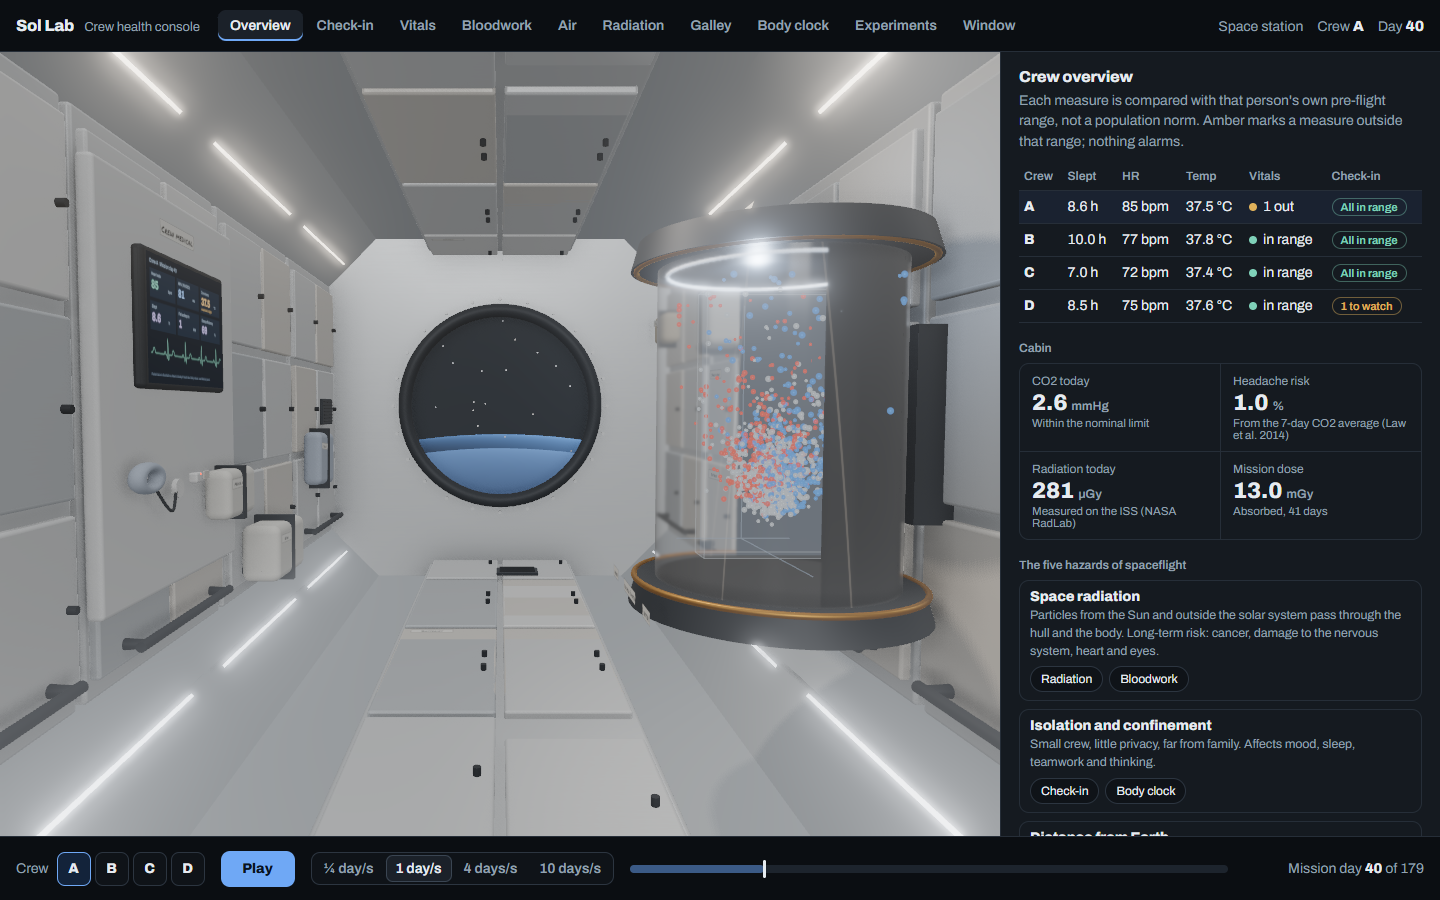 Sol Lab Crew health console
Overview Check-in Vitals Bloodwork Air Radiation Galley Body clock Experiments Window
Space station Crew A Day 40
Crew overview
Each measure is compared with that person's own pre-flight
range, not a population norm. Amber marks a measure outside
that range; nothing alarms.
Crew Slept HR Temp Vitals Check-in
A 8.6 h 85 bpm 37.5 °C 1 out All in range
B 10.0 h 77 bpm 37.8 °C in range All in range
C 7.0 h 72 bpm 37.4 °C in range All in range
D 8.5 h 75 bpm 37.6 °C in range 1 to watch
Cabin
CO2 today
2.6 mmHg
Within the nominal limit
Headache risk
1.0 %
From the 7-day CO2 average (Law
et al. 2014)
Radiation today
281 µGy
Measured on the ISS (NASA
RadLab)
Mission dose
13.0 mGy
Absorbed, 41 days
The five hazards of spaceflight
Space radiation
Particles from the Sun and outside the solar system pass through the
hull and the body. Long-term risk: cancer, damage to the nervous
system, heart and eyes.
Radiation Bloodwork
Isolation and confinement
Small crew, little privacy, far from family. Affects mood, sleep,
teamwork and thinking.
Check-in Body clock
Distance from Earth
Crew A B C D Play ¼ day/s 1 day/s 4 days/s 10 days/s Mission day 40 of 179